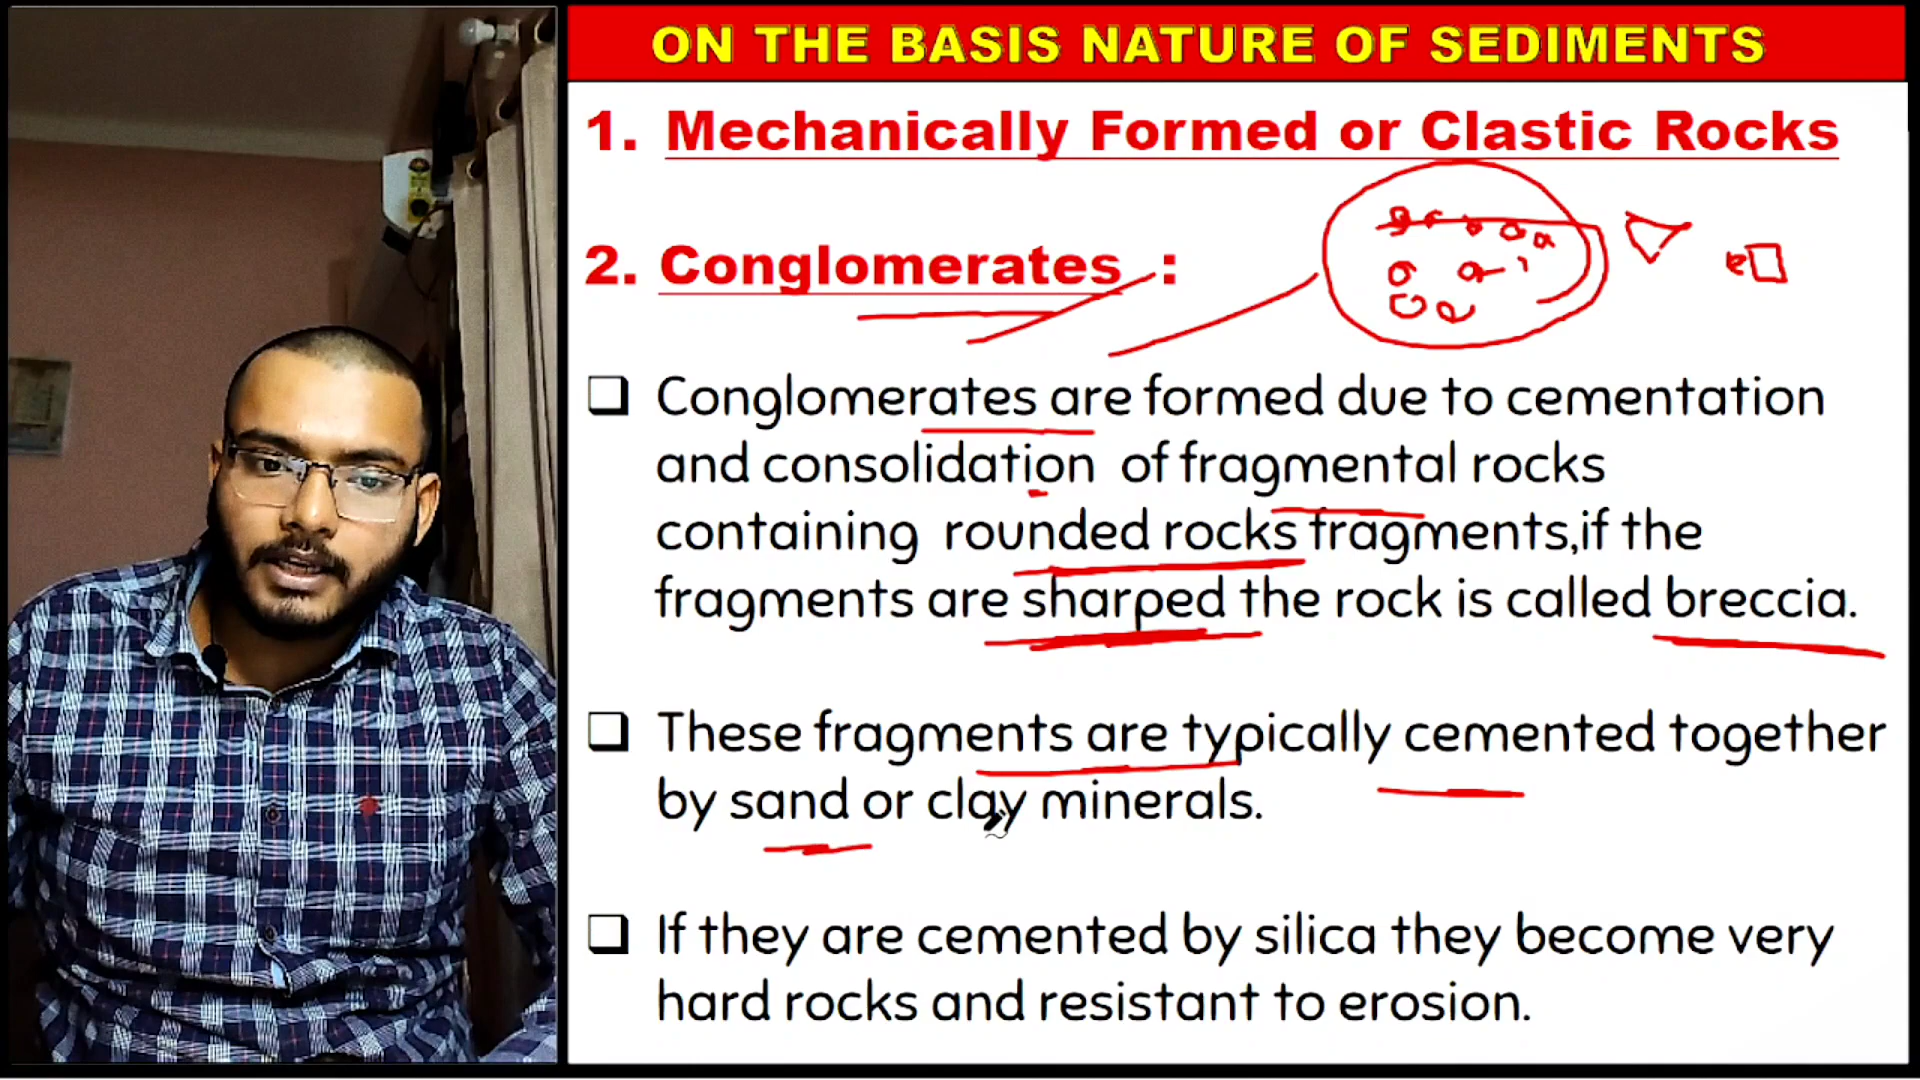 ON THE BASIS NATURE OF SEDIMENTS
1. Mechanically Formed or Clastic Rocks
2. Conglomerates :
❑ Conglomerates are formed due to cementation
and consolidation of fragmental rocks
containing rounded rocks fragments,if the
fragments are sharped the rock is called breccia.
❑ These fragments are typically cemented together
by sand or clay minerals.
❑ If they are cemented by silica they become very
hard rocks and resistant to erosion.